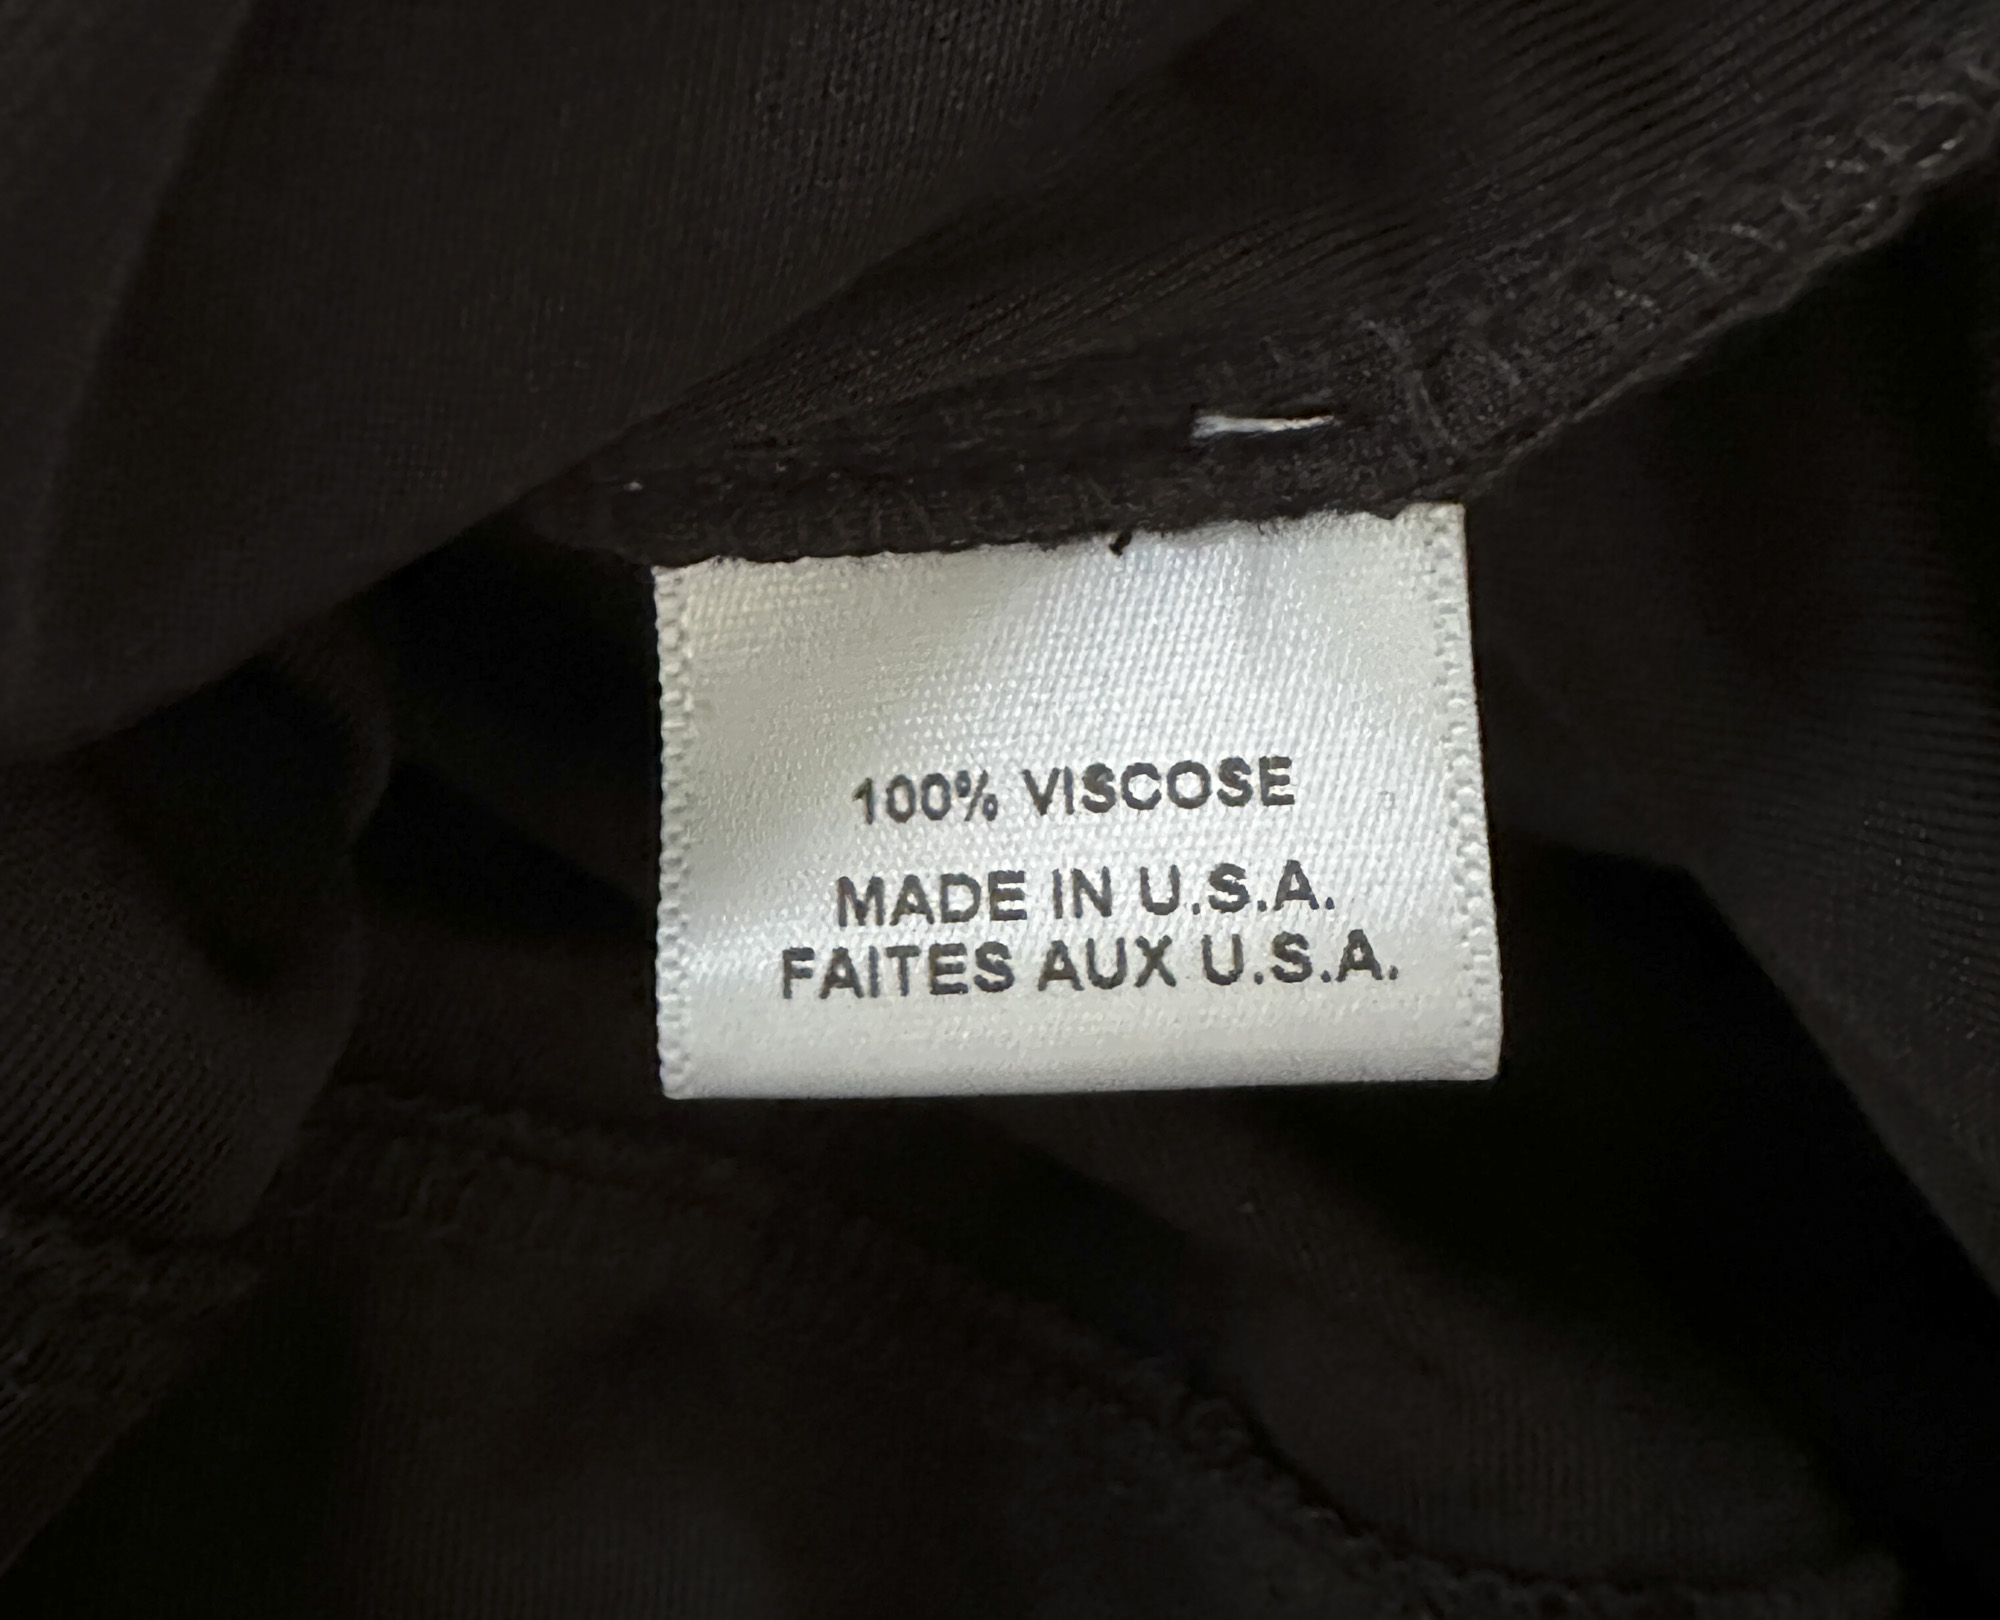 100% VISCOSE
MADE IN U.S.A.
FAITES AUX U.S.A.